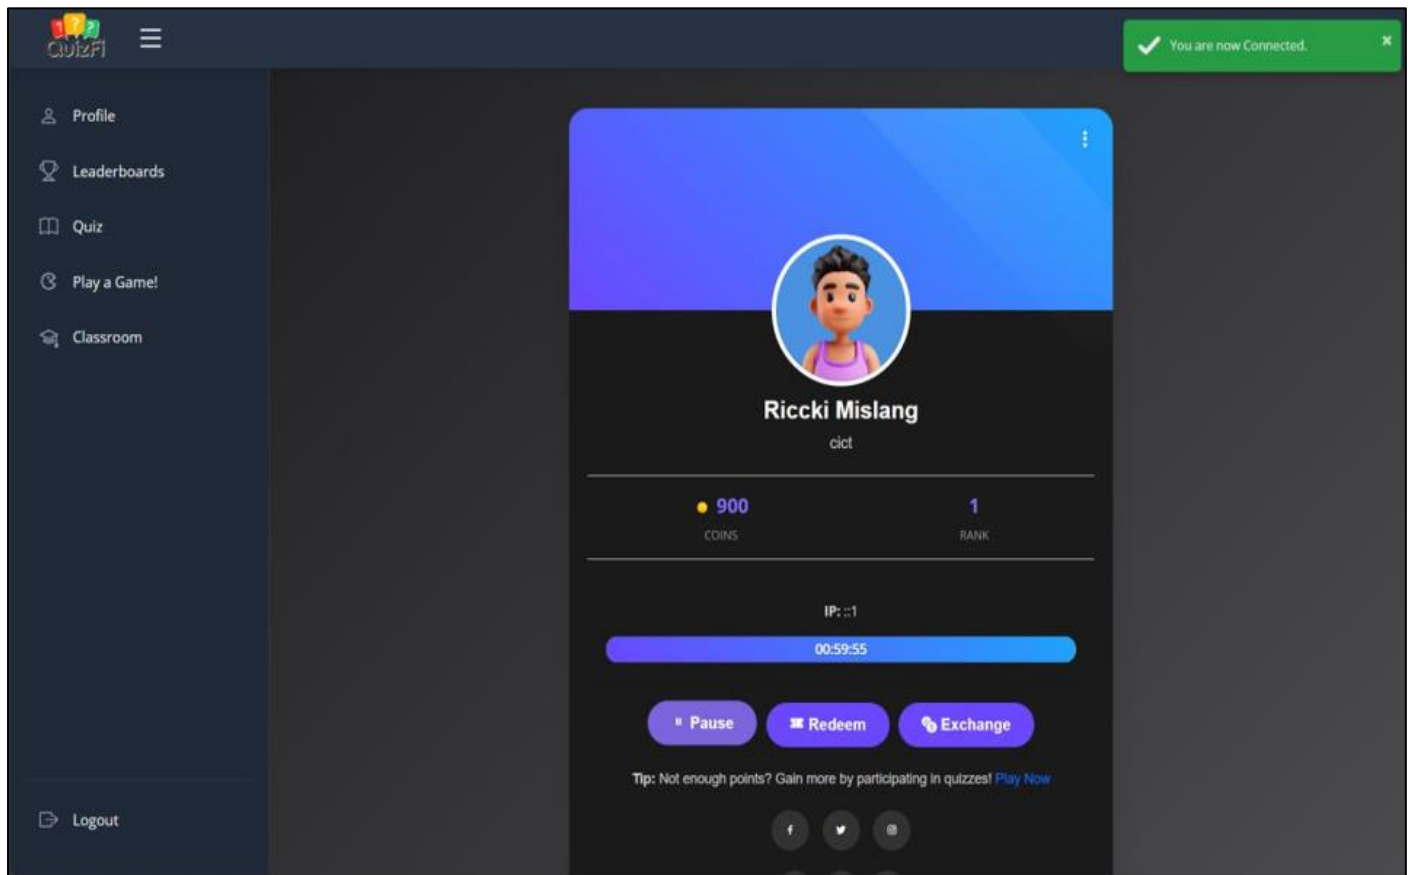 ? ? ?
QuizFi
You are now Connected.
Profile
Leaderboards
Quiz
Play a Game!
Classroom
Logout
Riccki Mislang
cict
900
COINS
1
RANK
IP: ::1
00:59:55
Pause
Redeem
Exchange
Tip: Not enough points? Gain more by participating in quizzes! Play Now